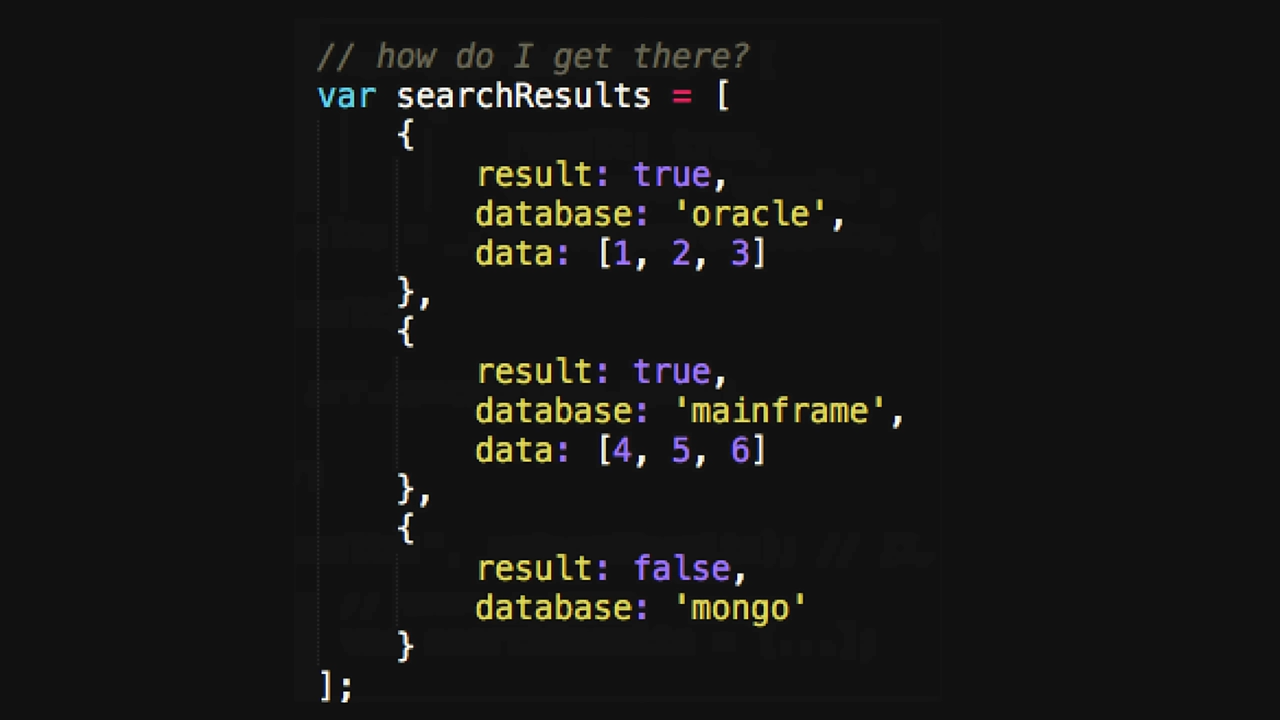 // how do I get there?
var searchResults = [
{
result: true,
database: 'oracle',
data: [1, 2, 3]
},
{
result: true,
database: 'mainframe',
data: [4, 5, 6]
},
{
result: false,
database: 'mongo'
}
];